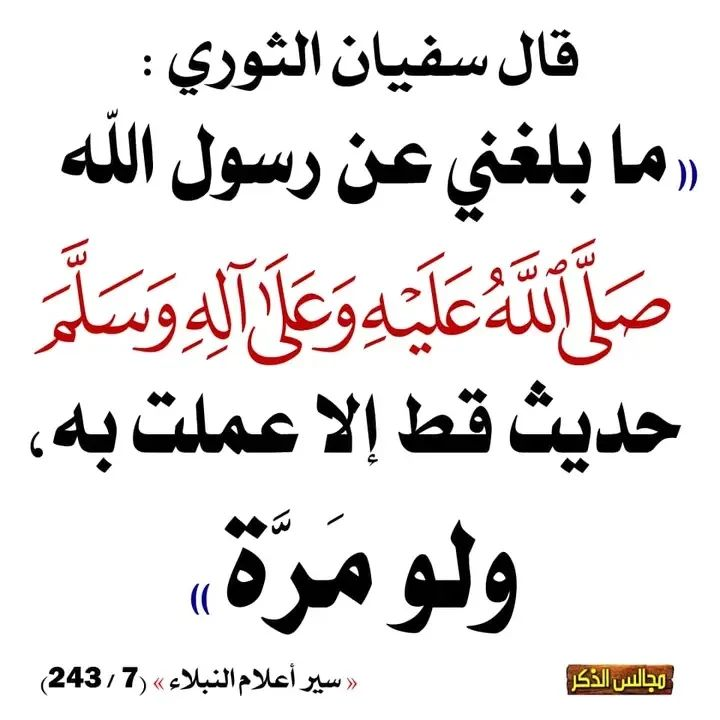 قال سفيان الثوري :
(( ما بلغني عن رسول الله
صَلَّى ٱللَّهُ عَلَيْهِ وَعَلَىٰ آلِهِ وَسَلَّمَ
حديث قط إلا عملت به،
ولو مَرَّة ))
« سير أعلام النبلاء » (7 / 243)
مجالس الذكر